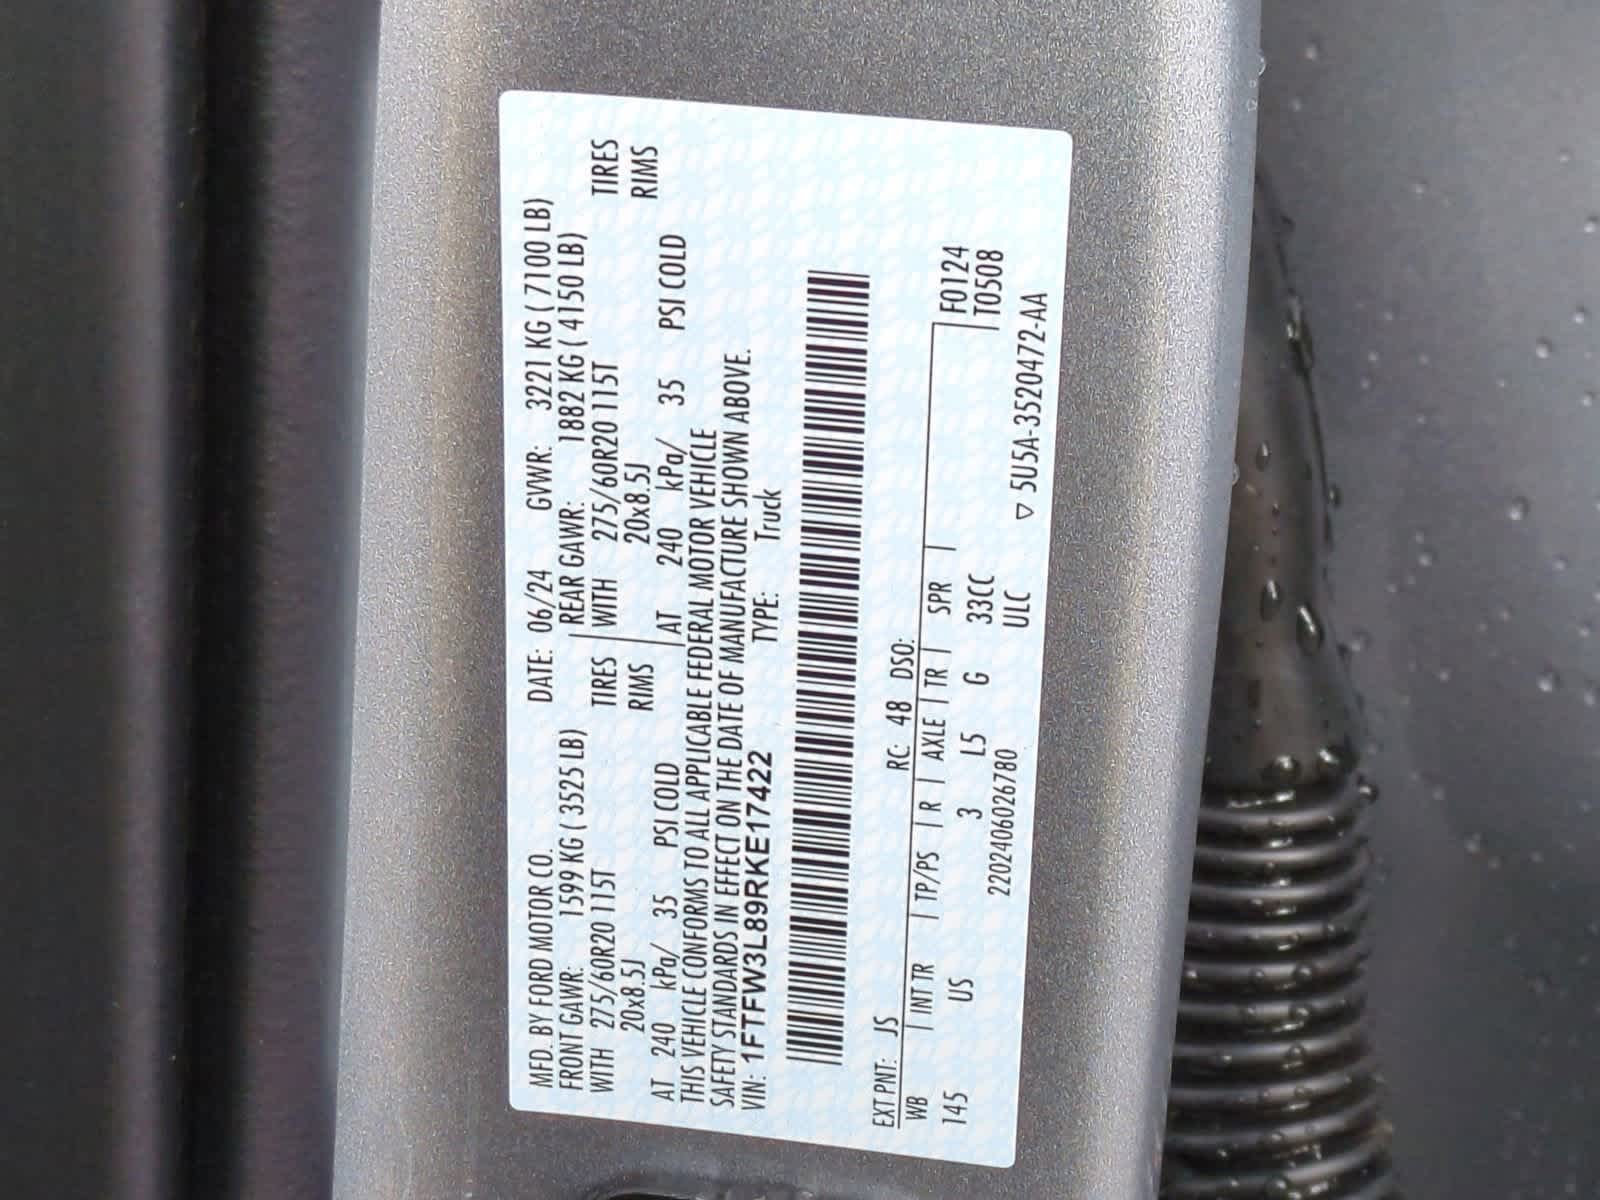 MFD. BY FORD MOTOR CO. DATE: 06/24 GVWR: 3221 KG ( 7100 LB)
FRONT GAWR: 1599 KG ( 3525 LB) REAR GAWR: 1882 KG ( 4150 LB)
WITH 275/60R20 115T TIRES WITH 275/60R20 115T TIRES
20x8.5J RIMS 20x8.5J RIMS
AT 240 kPa/ 35 PSI COLD AT 240 kPa/ 35 PSI COLD
THIS VEHICLE CONFORMS TO ALL APPLICABLE FEDERAL MOTOR VEHICLE
SAFETY STANDARDS IN EFFECT ON THE DATE OF MANUFACTURE SHOWN ABOVE.
VIN: 1FTFW3L89RKE17422 TYPE: Truck
EXT PNT: JS RC: 48 DSO:
WB INT TR TP/PS R AXLE TR SPR F0124
145 US 3 L5 G 33CC T0508
2202406026780 ULC
▽ 5U5A-3520472-AA